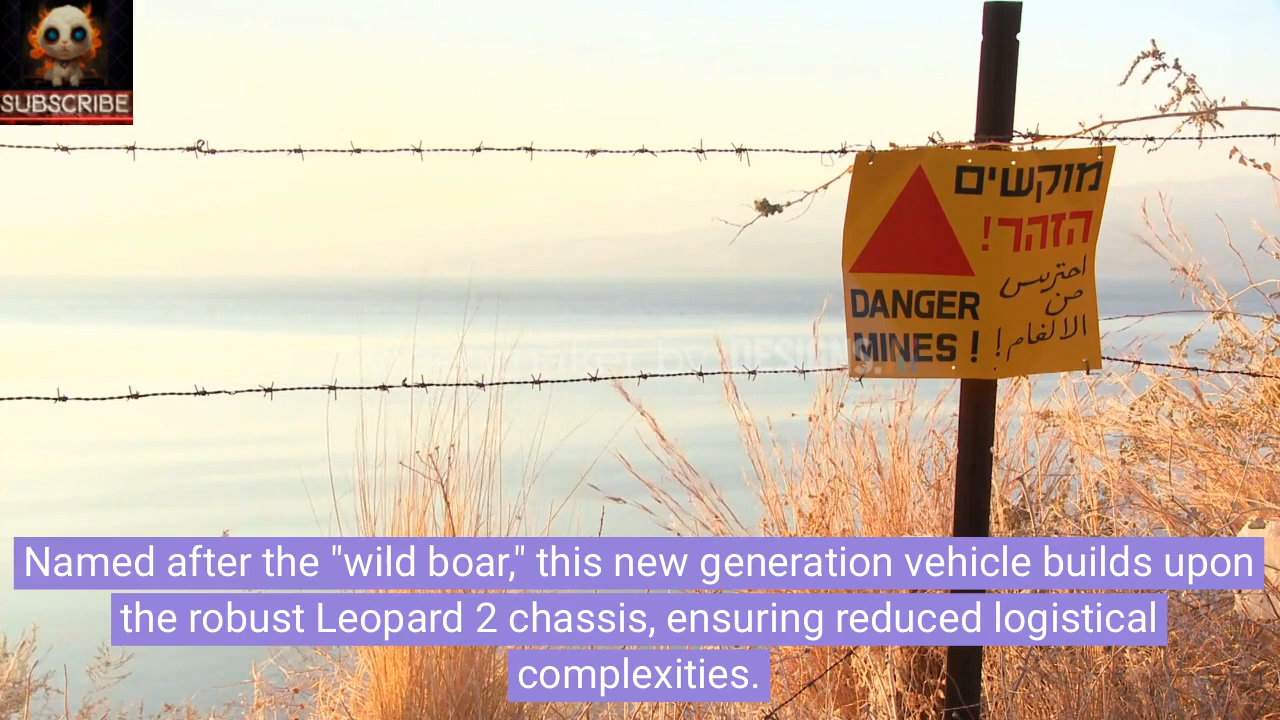 SUBSCRIBE
מוקשים
הזהר!
احترس
من
الالغام!
DANGER
MINES !
Named after the "wild boar," this new generation vehicle builds upon
the robust Leopard 2 chassis, ensuring reduced logistical
complexities.